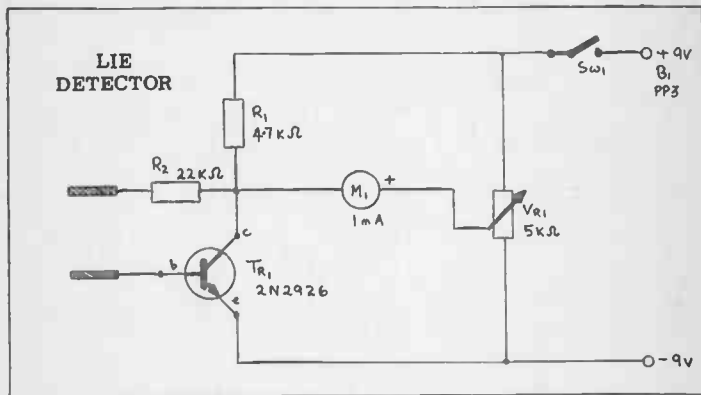 LIE
DETECTOR
SW1
+9V
B1
PP3
R1
4.7KΩ
R2 22KΩ
M1
+
1mA
VR1
5KΩ
c
b
e
TR1
2N2926
-9V